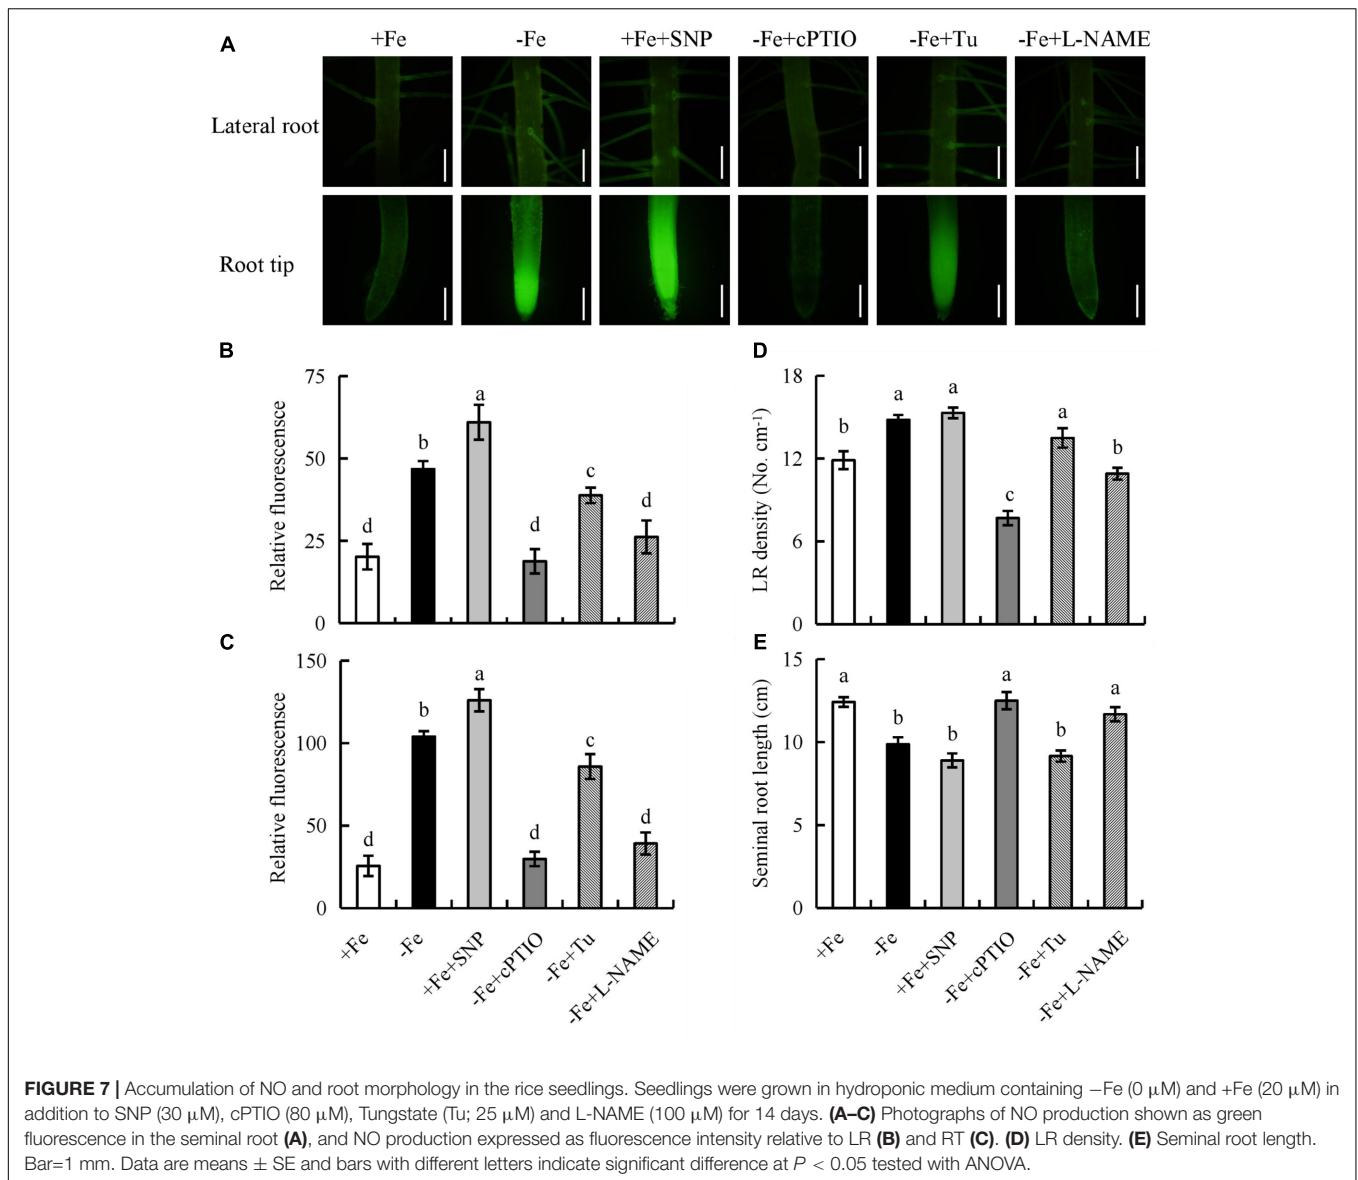 A
+Fe -Fe +Fe+SNP -Fe+cPTIO -Fe+Tu -Fe+L-NAME
Lateral root
Root tip
B
Relative fluorescense
75
50
25
0
d b a d c d
C
Relative fluorescensce
150
100
50
0
d b a d c d
+Fe -Fe +Fe+SNP -Fe+cPTIO -Fe+Tu -Fe+L-NAME
D
LR density (No. cm⁻¹)
18
12
6
0
b a a c a b
E
Seminal root length (cm)
15
10
5
0
a b b a b a
+Fe -Fe +Fe+SNP -Fe+cPTIO -Fe+Tu -Fe+L-NAME
FIGURE 7 | Accumulation of NO and root morphology in the rice seedlings. Seedlings were grown in hydroponic medium containing −Fe (0 μM) and +Fe (20 μM) in
addition to SNP (30 μM), cPTIO (80 μM), Tungstate (Tu; 25 μM) and L-NAME (100 μM) for 14 days. (A–C) Photographs of NO production shown as green
fluorescence in the seminal root (A), and NO production expressed as fluorescence intensity relative to LR (B) and RT (C). (D) LR density. (E) Seminal root length.
Bar=1 mm. Data are means ± SE and bars with different letters indicate significant difference at P < 0.05 tested with ANOVA.